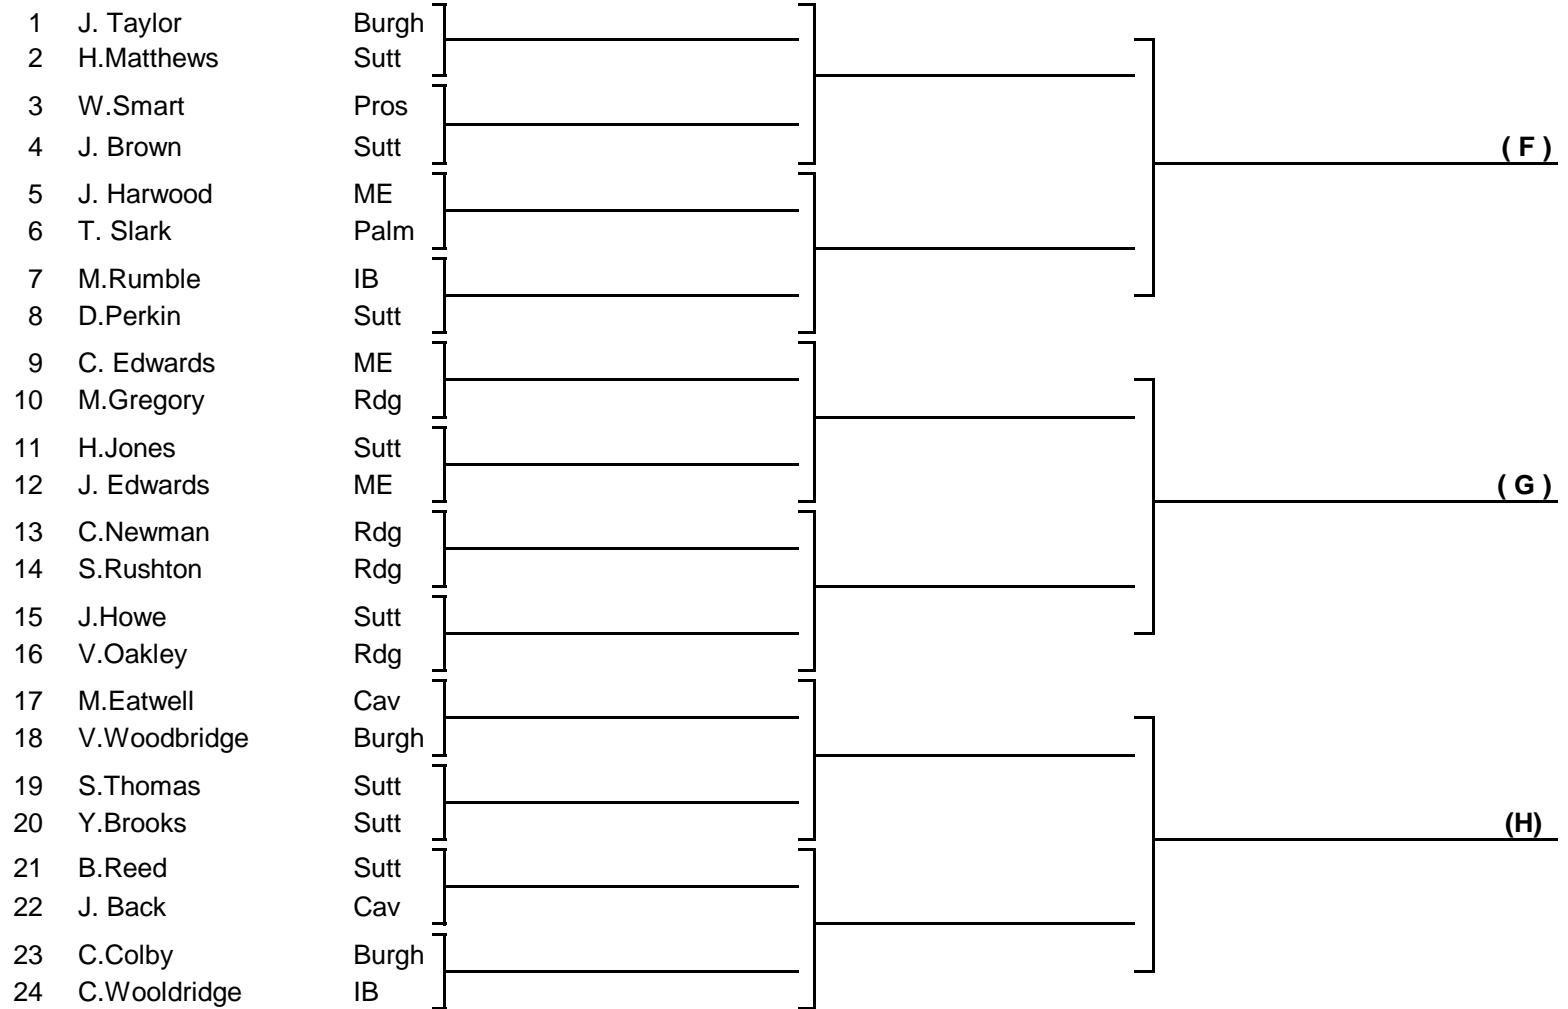 1 J. Taylor Burgh
2 H.Matthews Sutt
3 W.Smart Pros
4 J. Brown Sutt ( F )
5 J. Harwood ME
6 T. Slark Palm
7 M.Rumble IB
8 D.Perkin Sutt
9 C. Edwards ME
10 M.Gregory Rdg
11 H.Jones Sutt
12 J. Edwards ME ( G )
13 C.Newman Rdg
14 S.Rushton Rdg
15 J.Howe Sutt
16 V.Oakley Rdg
17 M.Eatwell Cav
18 V.Woodbridge Burgh
19 S.Thomas Sutt
20 Y.Brooks Sutt (H)
21 B.Reed Sutt
22 J. Back Cav
23 C.Colby Burgh
24 C.Wooldridge IB